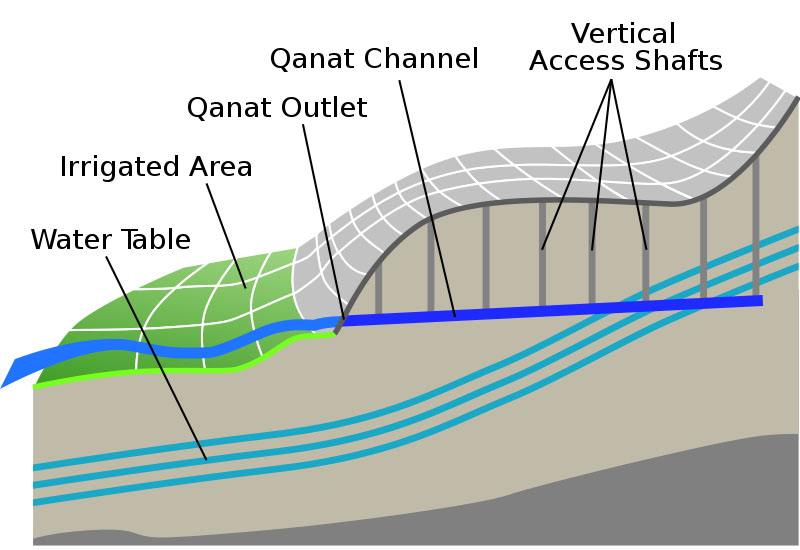 Vertical
Access Shafts
Qanat Channel
Qanat Outlet
Irrigated Area
Water Table